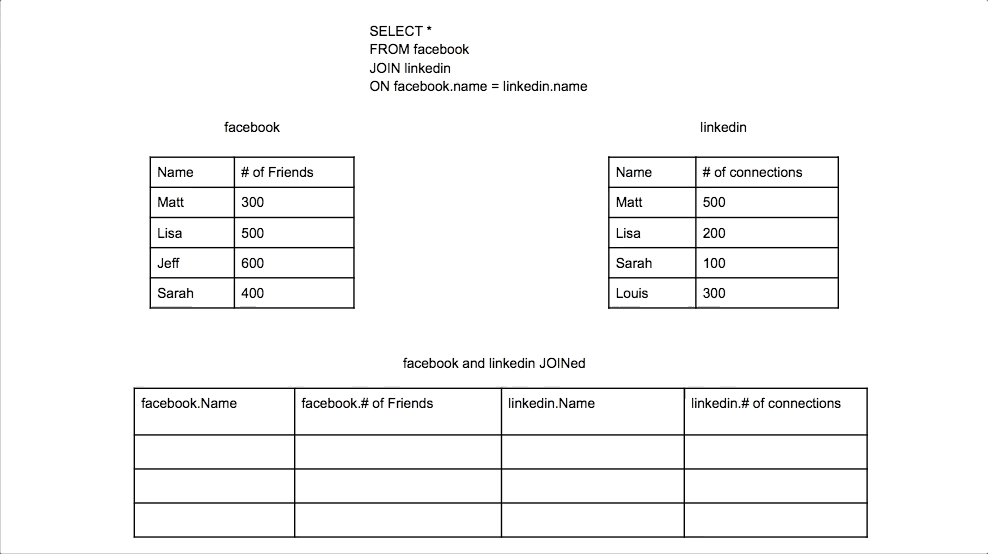 SELECT *
FROM facebook
JOIN linkedin
ON facebook.name = linkedin.name
facebook
linkedin
Name # of Friends
Matt 300
Lisa 500
Jeff 600
Sarah 400
Name # of connections
Matt 500
Lisa 200
Sarah 100
Louis 300
facebook and linkedin JOINed
facebook.Name facebook.# of Friends linkedin.Name linkedin.# of connections